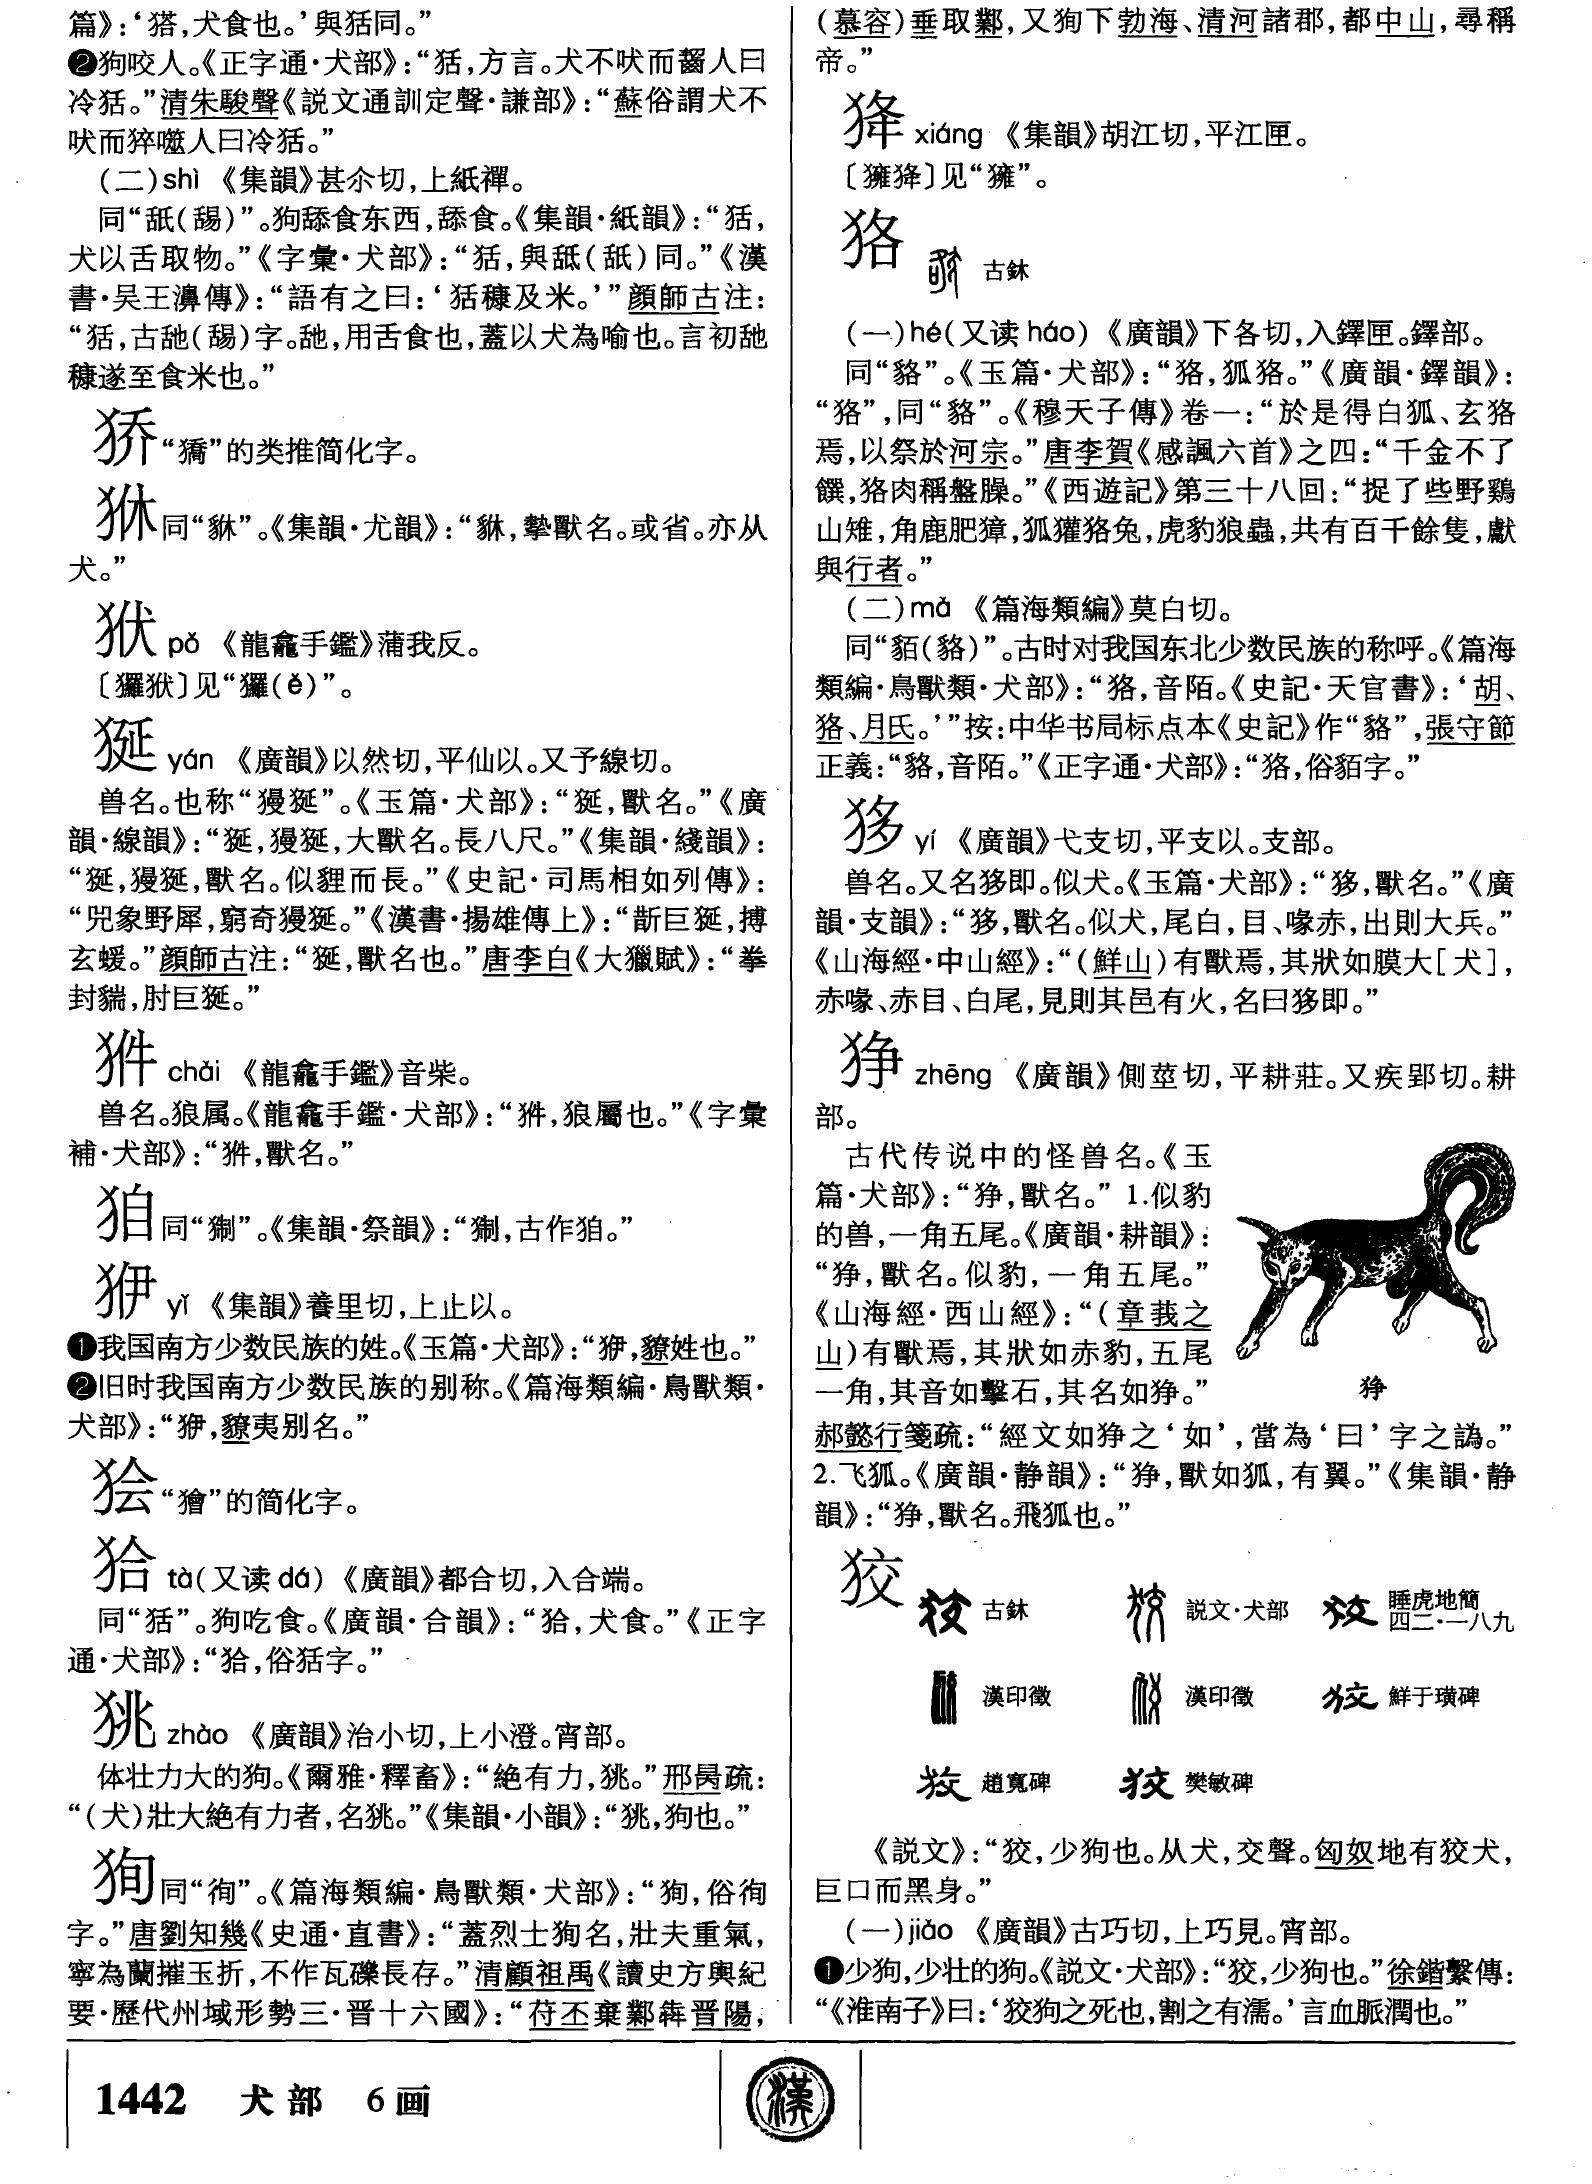 篇》：‘㺚，犬食也。’與狧同。”
❷狗咬人。《正字通·犬部》：“狧，方言。犬不吠而齧人曰
冷狧。”清朱駿聲《説文通訓定聲·謙部》：“蘇俗謂犬不
吠而猝噬人曰冷狧。”
(二)shì 《集韻》甚尒切，上紙禪。
同“舐(䑛)”。狗舔食东西，舔食。《集韻·紙韻》：“狧，
犬以舌取物。”《字彙·犬部》：“狧，與䑛(舐)同。”《漢
書·吴王濞傳》：“語有之曰：‘狧穅及米。’”顔師古注：
“狧，古𦧇(䑛)字。𦧇，用舌食也，蓋以犬為喻也。言初𦧇
穅遂至食米也。”
“獢”的类推简化字。
狖同“貅”。《集韻·尤韻》：“貅，摯獸名。或省。亦从
犬。”
pǒ 《龍龕手鑑》蒲我反。
见“玀(ě)”。
狿 yán 《廣韻》以然切，平仙以。又予線切。
兽名。也称“獌狿”。《玉篇·犬部》：“狿，獸名。”《廣
韻·線韻》：“狿，獌狿，大獸名。長八尺。”《集韻·綫韻》：
“狿，獌狿，獸名。似貍而長。”《史記·司馬相如列傳》：
“兕象野犀，窮奇獌狿。”《漢書·揚雄傳上》：“斮巨狿，搏
玄蝯。”顔師古注：“狿，獸名也。”唐李白《大獵賦》：“拳
封貒，肘巨狿。”
chǎi 《龍龕手鑑》音柴。
兽名。狼属。《龍龕手鑑·犬部》：“，狼屬也。”《字彙
補·犬部》：“，獸名。”
同“猘”。《集韻·祭韻》：“猘，古作狛。”
㹫 yǐ 《集韻》養里切，上止以。
❶我国南方少数民族的姓。《玉篇·犬部》：“，獠姓也。”
❷旧时我国南方少数民族的别称。《篇海類編·鳥獸類·
犬部》：“，獠夷别名。”
狯“獪”的简化字。
㹺 tà(又读dá) 《廣韻》都合切，入合端。
同“狧”。狗吃食。《廣韻·合韻》：“㹺，犬食。”《正字
通·犬部》：“㹺，俗狧字。”
狣 zhào 《廣韻》治小切，上小澄。宵部。
体壮力大的狗。《爾雅·釋畜》：“絶有力，狣。”邢昺疏：
“(犬)壯大絶有力者，名狣。”《集韻·小韻》：“狣，狗也。”
狥同“徇”。《篇海類編·鳥獸類·犬部》：“狥，俗徇
字。”唐劉知幾《史通·直書》：“蓋烈士狥名，壯夫重氣，
寧為蘭摧玉折，不作瓦礫長存。”清顧祖禹《讀史方輿紀
要·歷代州域形勢三·晋十六國》：“苻丕棄鄴犇晋陽，
(慕容)垂取鄴，又狥下勃海、清河諸郡，都中山，尋稱
帝。”
㹔 xiáng 《集韻》胡江切，平江匣。
见“㺠”。
狢
古鉥
(一)hé(又读háo) 《廣韻》下各切，入鐸匣。鐸部。
同“貉”。《玉篇·犬部》：“狢，狐狢。”《廣韻·鐸韻》：
“狢”，同“貉”。《穆天子傳》卷一：“於是得白狐、玄狢
焉，以祭於河宗。”唐李賀《感諷六首》之四：“千金不了
饌，狢肉稱盤臊。”《西遊記》第三十八回：“捉了些野鷄
山雉，角鹿肥獐，狐獾狢兔，虎豹狼蟲，共有百千餘隻，獻
與行者。”
(二)mò 《篇海類編》莫白切。
同“貊(貉)”。古时对我国东北少数民族的称呼。《篇海
類編·鳥獸類·犬部》：“狢，音陌。《史記·天官書》：‘胡、
狢、月氏。’”按：中华书局标点本《史記》作“貉”，張守節
正義：“貉，音陌。”《正字通·犬部》：“狢，俗貊字。”
㹭 yí 《廣韻》弋支切，平支以。支部。
兽名。又名㹭即。似犬。《玉篇·犬部》：“㹭，獸名。”《廣
韻·支韻》：“㹭，獸名。似犬，尾白，目、喙赤，出則大兵。”
《山海經·中山經》：“(鮮山)有獸焉，其狀如膜大[犬]，
赤喙、赤目、白尾，見則其邑有火，名曰㹭即。”
狰 zhēng 《廣韻》側莖切，平耕莊。又疾郢切。耕
部。
古代传说中的怪兽名。《玉
篇·犬部》：“狰，獸名。” 1.似豹
的兽，一角五尾。《廣韻·耕韻》：
“狰，獸名。似豹，一角五尾。”
《山海經·西山經》：“(章莪之
山)有獸焉，其狀如赤豹，五尾
一角，其音如擊石，其名如狰。”
狰
郝懿行箋疏：“經文如狰之‘如’，當為‘曰’字之譌。”
2.飞狐。《廣韻·静韻》：“狰，獸如狐，有翼。”《集韻·静
韻》：“狰，獸名。飛狐也。”
狡
古鉥 説文·犬部 睡虎地簡四二·一八九
漢印徵 漢印徵 鮮于璜碑
趙寬碑 樊敏碑
《説文》：“狡，少狗也。从犬，交聲。匈奴地有狡犬，
巨口而黑身。”
(一)jiǎo 《廣韻》古巧切，上巧見。宵部。
❶少狗，少壮的狗。《説文·犬部》：“狡，少狗也。”徐鍇繫傳：
“《淮南子》曰：‘狡狗之死也，割之有濡。’言血脈潤也。”
1442 犬部 6画
漢